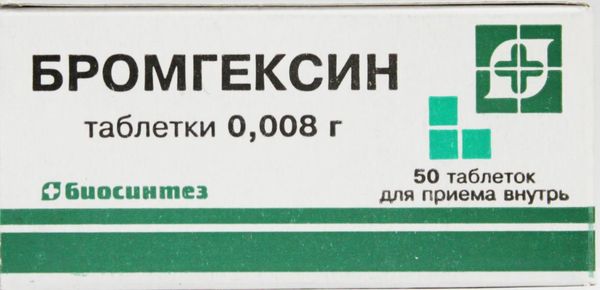 БРОМГЕКСИН
таблетки 0,008 г
биосинтез
50 таблеток
для приема внутрь